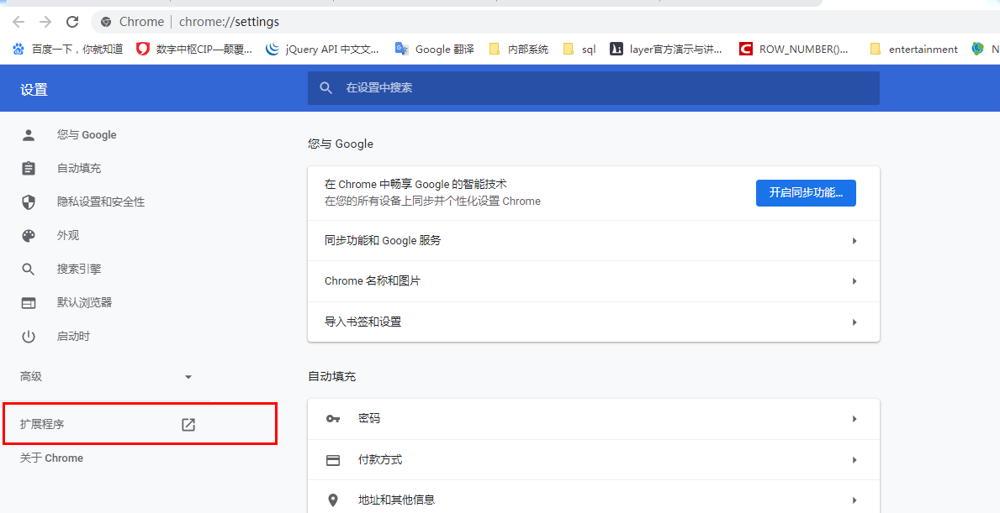 Chrome | chrome://settings
百度一下，你就知道 数字中枢CIP—颠覆... jQuery API 中文文... Google 翻译 内部系统 sql layer官方演示与讲... ROW_NUMBER()... entertainment N
设置
在设置中搜索
您与 Google
自动填充
隐私设置和安全性
外观
搜索引擎
默认浏览器
启动时
高级
扩展程序
关于 Chrome
您与 Google
在 Chrome 中畅享 Google 的智能技术
在您的所有设备上同步并个性化设置 Chrome
开启同步功能...
同步功能和 Google 服务
Chrome 名称和图片
导入书签和设置
自动填充
密码
付款方式
地址和其他信息